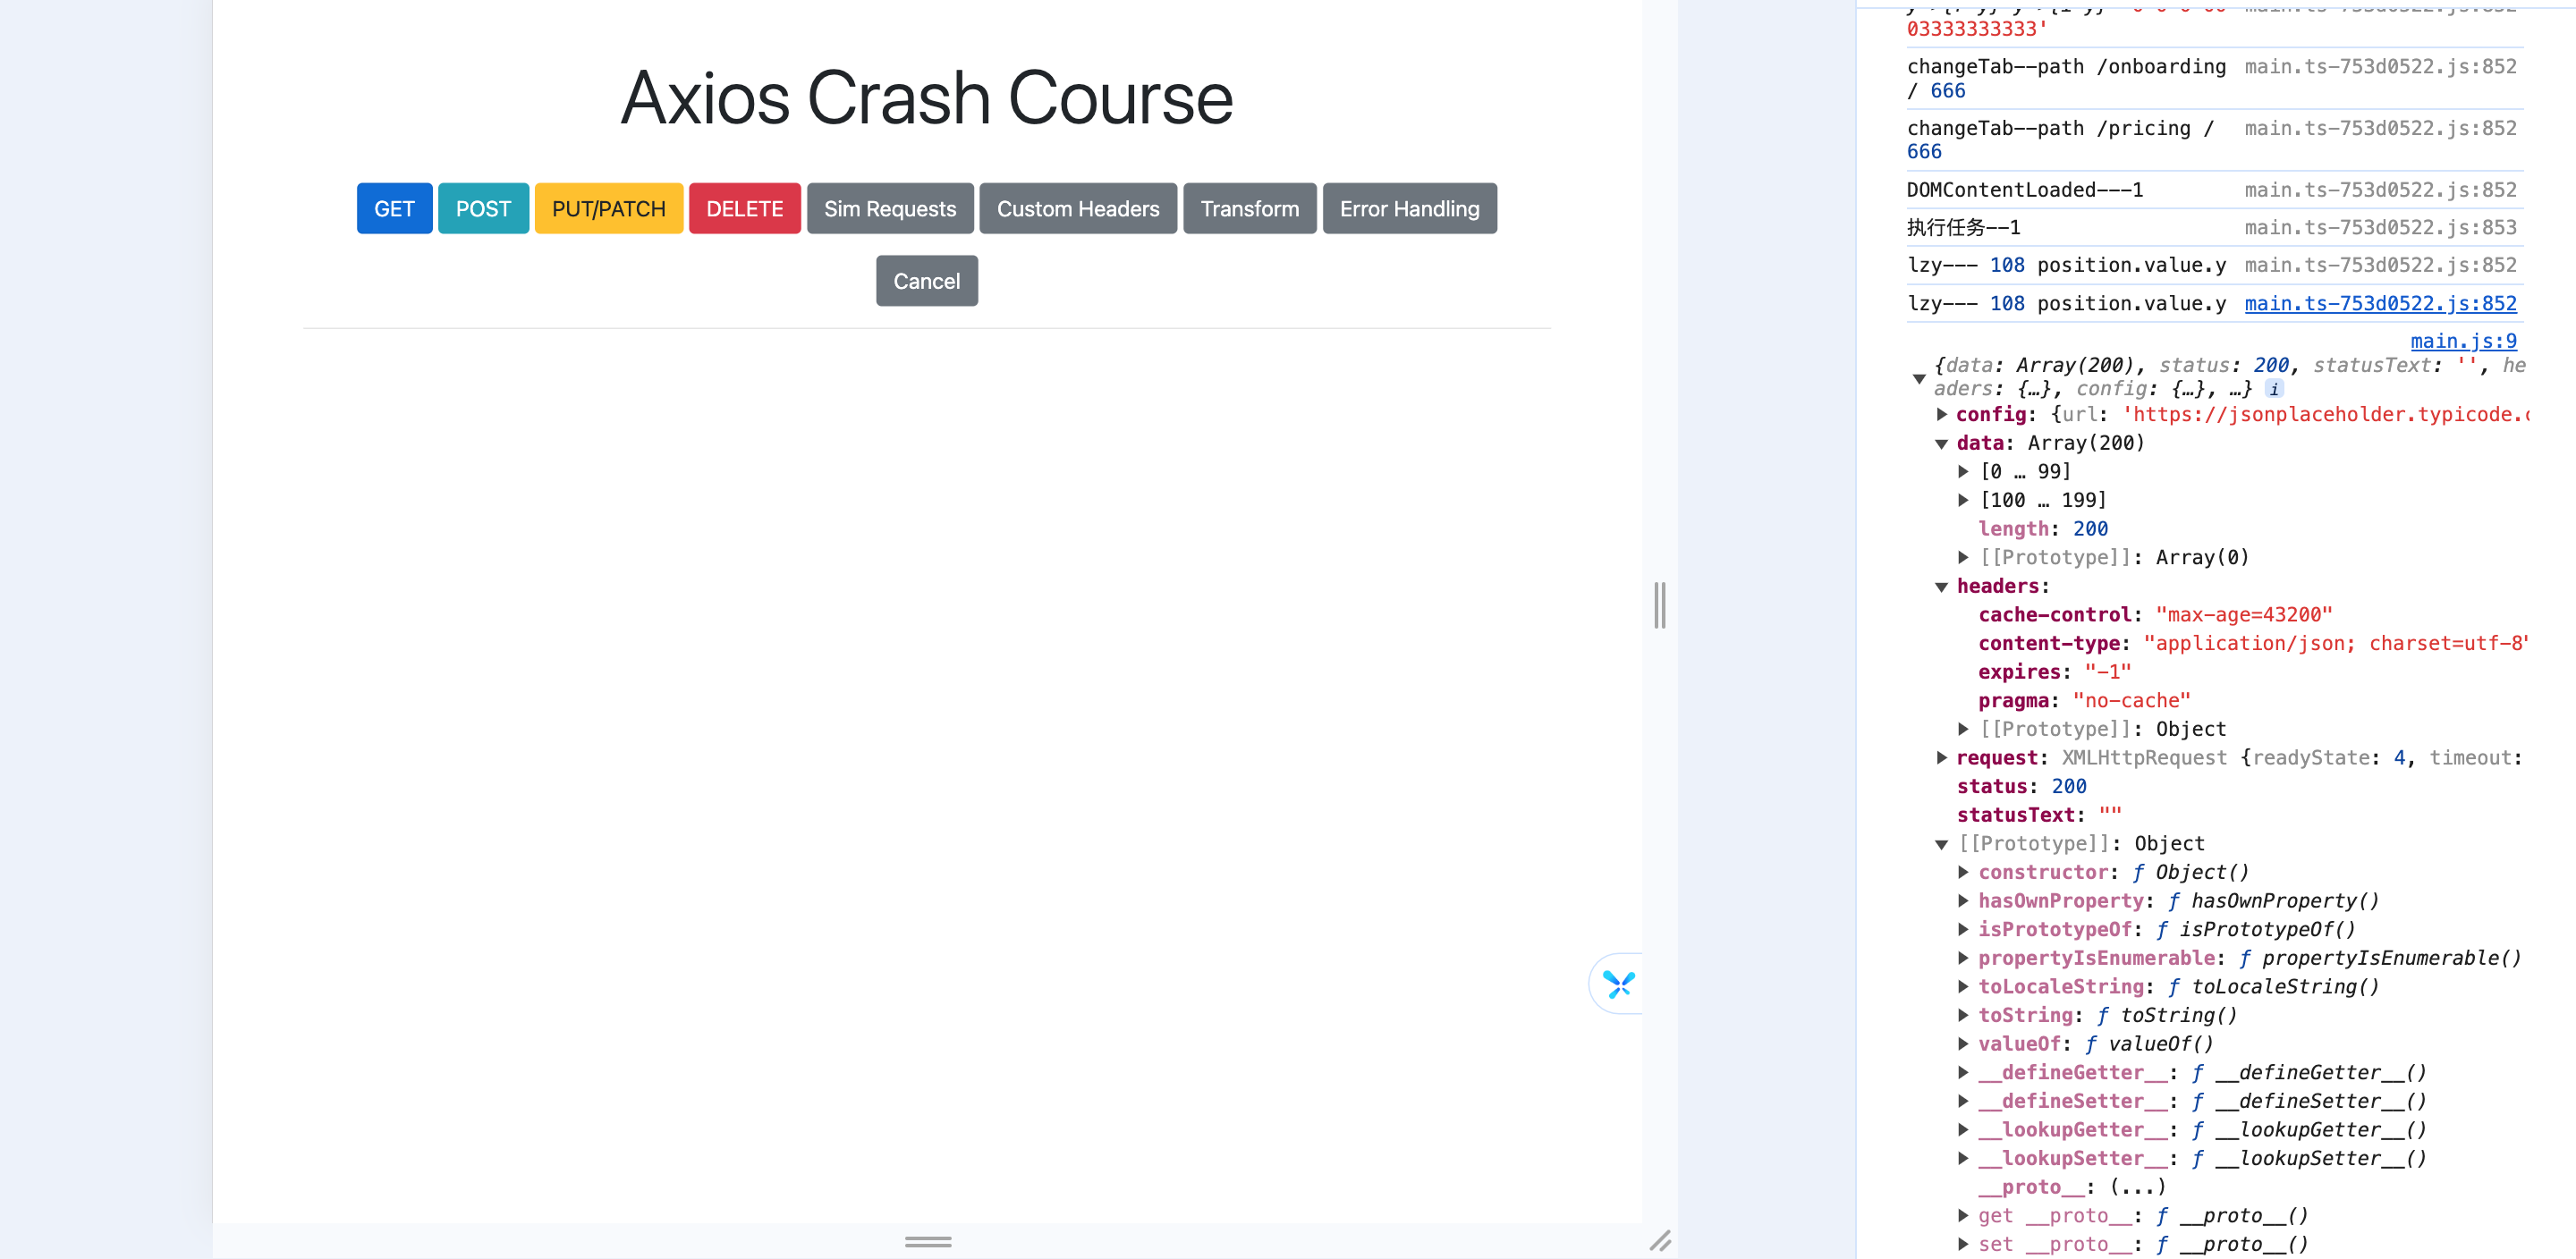 Axios Crash Course
GET POST PUT/PATCH DELETE Sim Requests Custom Headers Transform Error Handling
Cancel
03333333333'
changeTab--path /onboarding main.ts-753d0522.js:852
/ 666
changeTab--path /pricing / main.ts-753d0522.js:852
666
DOMContentLoaded---1 main.ts-753d0522.js:852
执行任务--1 main.ts-753d0522.js:853
lzy--- 108 position.value.y main.ts-753d0522.js:852
lzy--- 108 position.value.y main.ts-753d0522.js:852
main.js:9
{data: Array(200), status: 200, statusText: '', he
aders: {…}, config: {…}, …} i
config: {url: 'https://jsonplaceholder.typicode.c
data: Array(200)
[0 … 99]
[100 … 199]
length: 200
[[Prototype]]: Array(0)
headers:
cache-control: "max-age=43200"
content-type: "application/json; charset=utf-8"
expires: "-1"
pragma: "no-cache"
[[Prototype]]: Object
request: XMLHttpRequest {readyState: 4, timeout:
status: 200
statusText: ""
[[Prototype]]: Object
constructor: ƒ Object()
hasOwnProperty: ƒ hasOwnProperty()
isPrototypeOf: ƒ isPrototypeOf()
propertyIsEnumerable: ƒ propertyIsEnumerable()
toLocaleString: ƒ toLocaleString()
toString: ƒ toString()
valueOf: ƒ valueOf()
__defineGetter__: ƒ __defineGetter__()
__defineSetter__: ƒ __defineSetter__()
__lookupGetter__: ƒ __lookupGetter__()
__lookupSetter__: ƒ __lookupSetter__()
__proto__: (...)
get __proto__: ƒ __proto__()
set __proto__: ƒ __proto__()